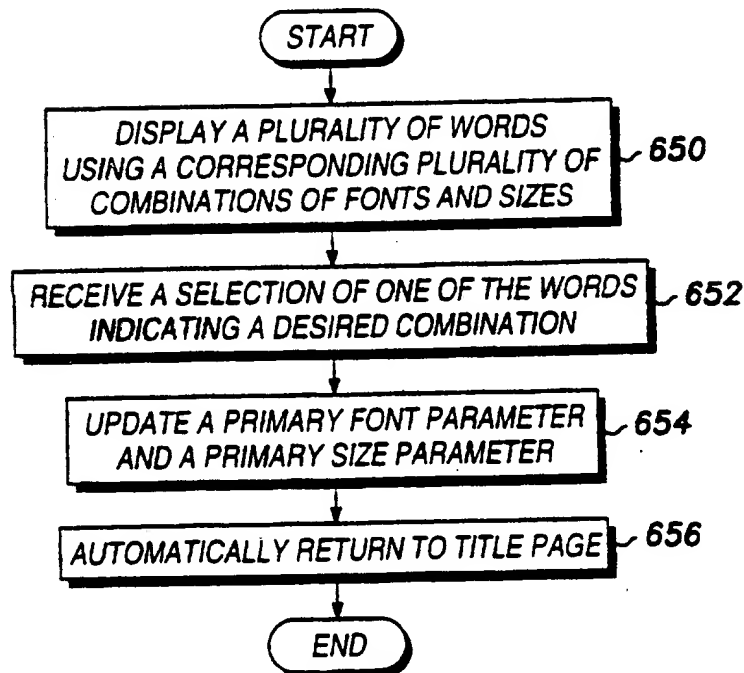 START
DISPLAY A PLURALITY OF WORDS
USING A CORRESPONDING PLURALITY OF
COMBINATIONS OF FONTS AND SIZES
650
RECEIVE A SELECTION OF ONE OF THE WORDS
INDICATING A DESIRED COMBINATION
652
UPDATE A PRIMARY FONT PARAMETER
AND A PRIMARY SIZE PARAMETER
654
AUTOMATICALLY RETURN TO TITLE PAGE
656
END